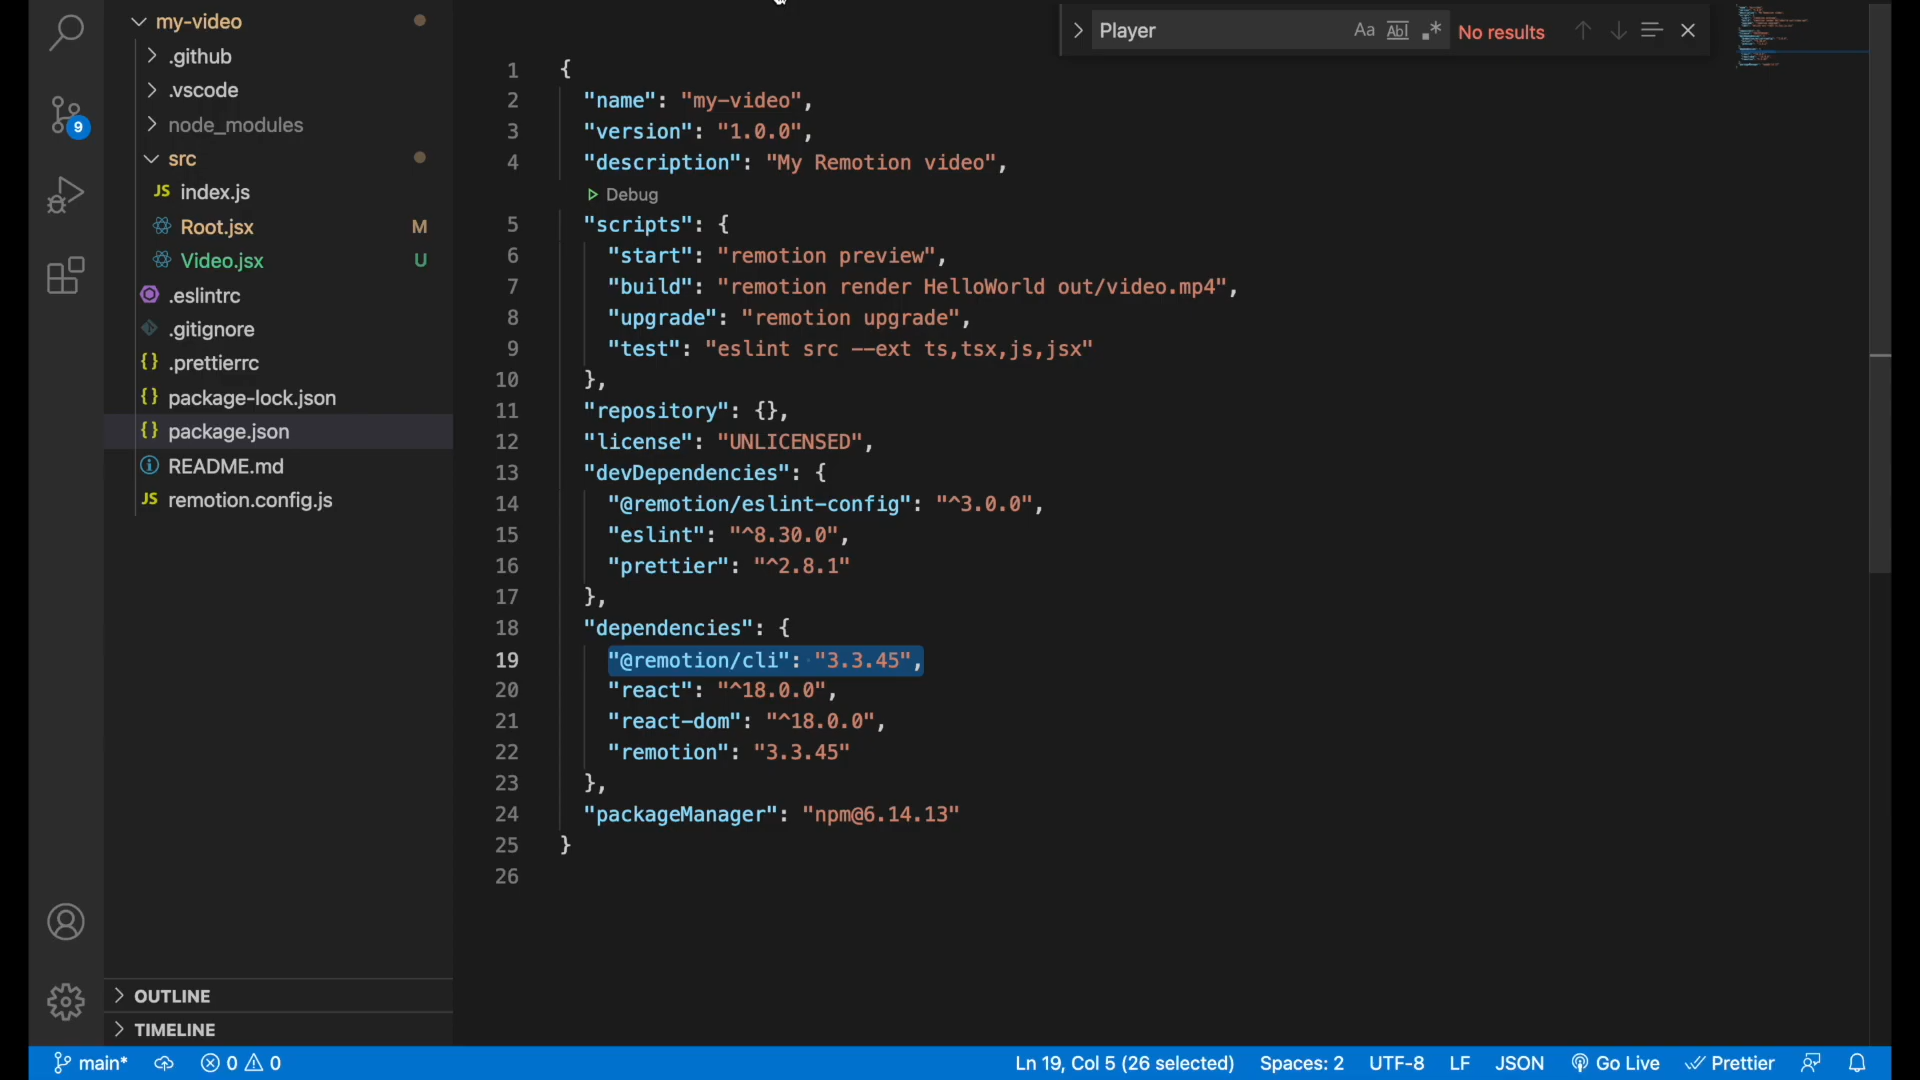 my-video
.github
.vscode
node_modules
src
JS index.js
Root.jsx M
Video.jsx U
.eslintrc
.gitignore
{} .prettierrc
{} package-lock.json
{} package.json
README.md
JS remotion.config.js
OUTLINE
TIMELINE
9
Player Aa Abl .* No results
1 {
2 "name": "my-video",
3 "version": "1.0.0",
4 "description": "My Remotion video",
Debug
5 "scripts": {
6 "start": "remotion preview",
7 "build": "remotion render HelloWorld out/video.mp4",
8 "upgrade": "remotion upgrade",
9 "test": "eslint src --ext ts,tsx,js,jsx"
10 },
11 "repository": {},
12 "license": "UNLICENSED",
13 "devDependencies": {
14 "@remotion/eslint-config": "^3.0.0",
15 "eslint": "^8.30.0",
16 "prettier": "^2.8.1"
17 },
18 "dependencies": {
19 "@remotion/cli": "3.3.45",
20 "react": "^18.0.0",
21 "react-dom": "^18.0.0",
22 "remotion": "3.3.45"
23 },
24 "packageManager": "npm@6.14.13"
25 }
26
main* 0 0 Ln 19, Col 5 (26 selected) Spaces: 2 UTF-8 LF JSON Go Live Prettier